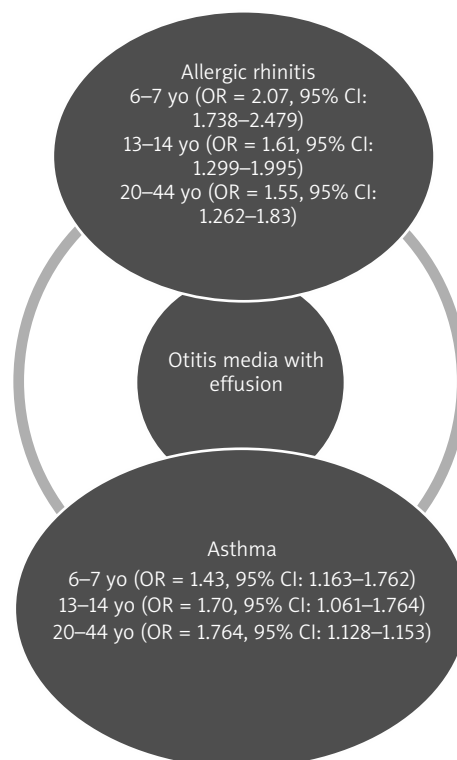 Allergic rhinitis
6–7 yo (OR = 2.07, 95% CI:
1.738–2.479)
13–14 yo (OR = 1.61, 95% CI:
1.299–1.995)
20–44 yo (OR = 1.55, 95% CI:
1.262–1.83)
Otitis media with
effusion
Asthma
6–7 yo (OR = 1.43, 95% CI: 1.163–1.762)
13–14 yo (OR = 1.70, 95% CI: 1.061–1.764)
20–44 yo (OR = 1.764, 95% CI: 1.128–1.153)